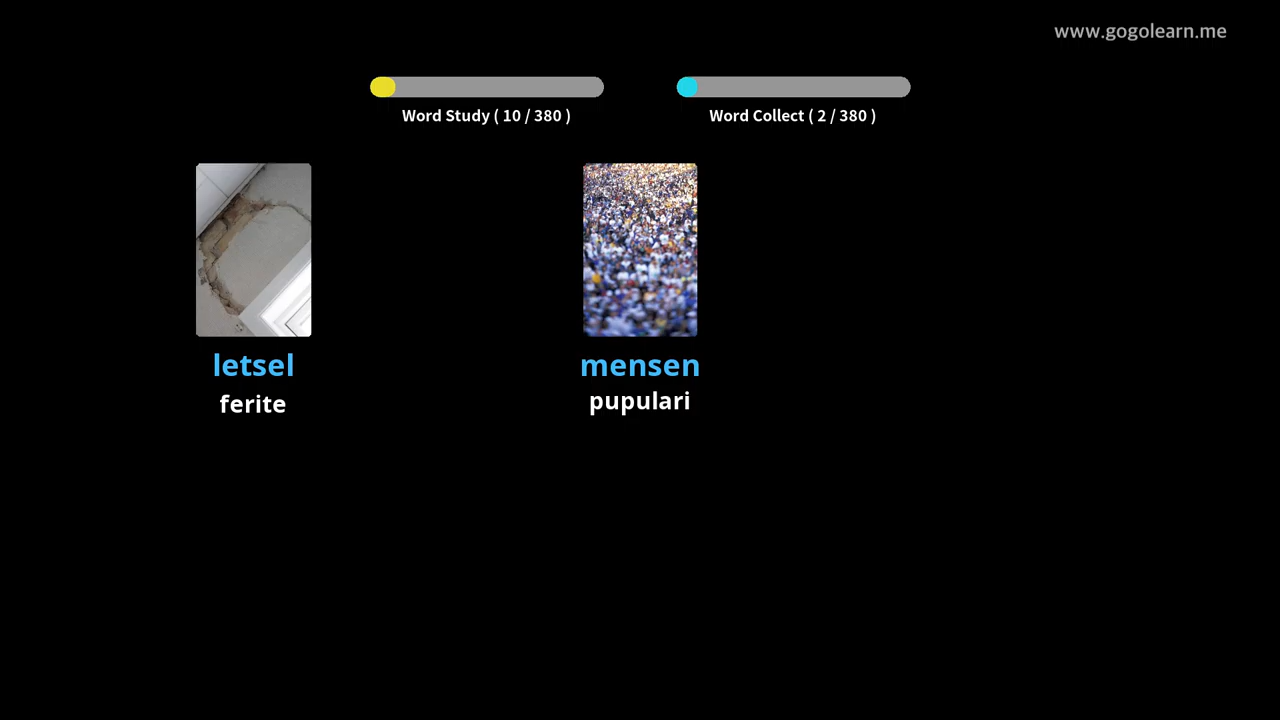 www.gogolearn.me
Word Study ( 10 / 380 )
Word Collect ( 2 / 380 )
letsel
ferite
mensen
pupulari